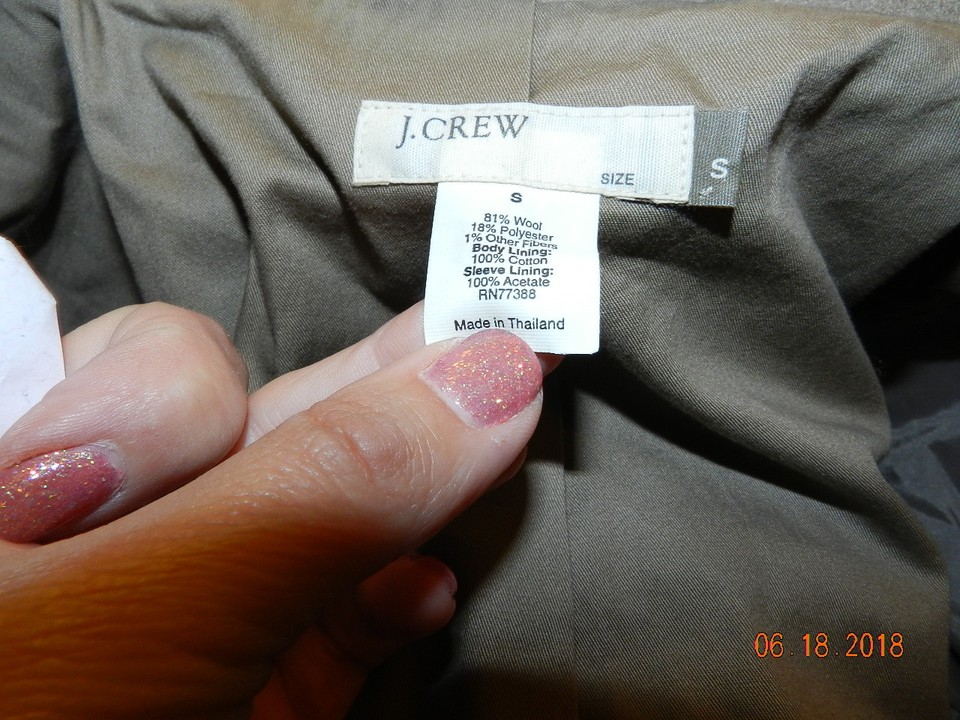 J.CREW
SIZE
S
S
81% Wool
18% Polyester
1% Other Fibers
Body Lining:
100% Cotton
Sleeve Lining:
100% Acetate
RN77388
Made in Thailand
06.18.2018